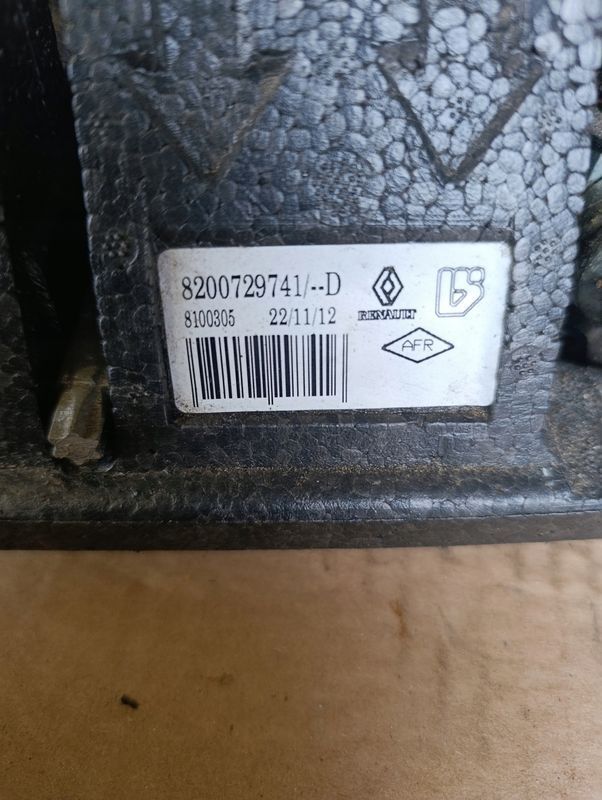 8200729741/--D
8100305 22/11/12
RENAULT
AFR